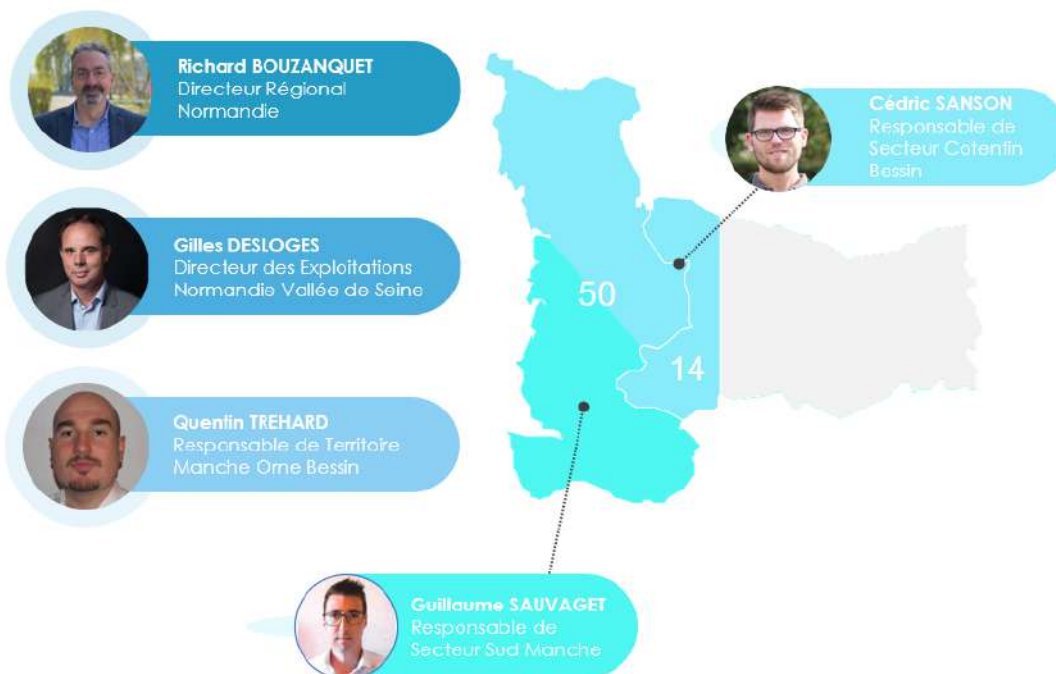 Richard BOUZANQUET
Directeur Régional
Normandie
Cédric SANSON
Responsable de
Secteur Cotentin
Bessin
Gilles DESLOGES
Directeur des Exploitations
Normandie Vallée de Seine
50
14
Quentin TREHARD
Responsable de Territoire
Manche Orne Bessin
Guillaume SAUVAGET
Responsable de
Secteur Sud Manche